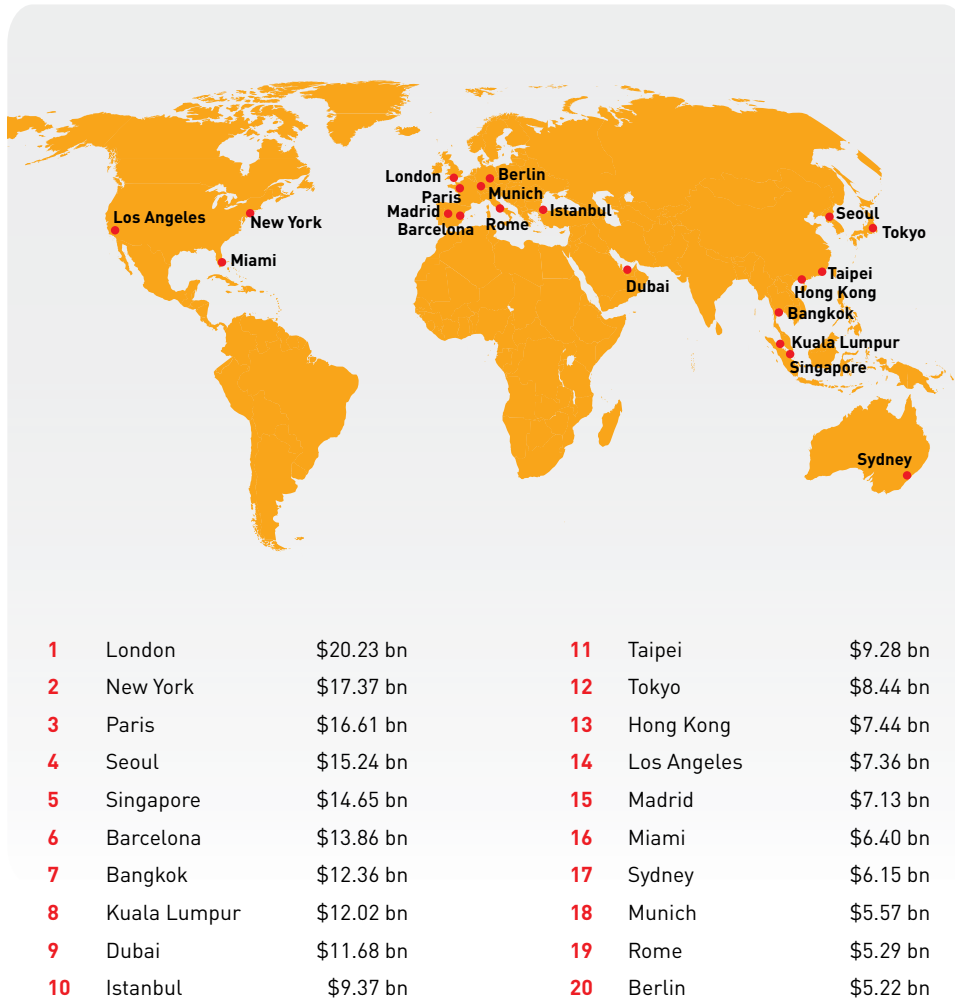 London
Berlin
Paris
Munich
Madrid
Istanbul
Barcelona
Rome
Los Angeles
New York
Miami
Seoul
Tokyo
Dubai
Taipei
Hong Kong
Bangkok
Kuala Lumpur
Singapore
Sydney
1 London $20.23 bn
2 New York $17.37 bn
3 Paris $16.61 bn
4 Seoul $15.24 bn
5 Singapore $14.65 bn
6 Barcelona $13.86 bn
7 Bangkok $12.36 bn
8 Kuala Lumpur $12.02 bn
9 Dubai $11.68 bn
10 Istanbul $9.37 bn
11 Taipei $9.28 bn
12 Tokyo $8.44 bn
13 Hong Kong $7.44 bn
14 Los Angeles $7.36 bn
15 Madrid $7.13 bn
16 Miami $6.40 bn
17 Sydney $6.15 bn
18 Munich $5.57 bn
19 Rome $5.29 bn
20 Berlin $5.22 bn